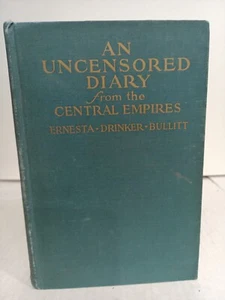 AN
UNCENSORED
DIARY
from the
CENTRAL EMPIRES
ERNESTA-DRINKER-BULLITT